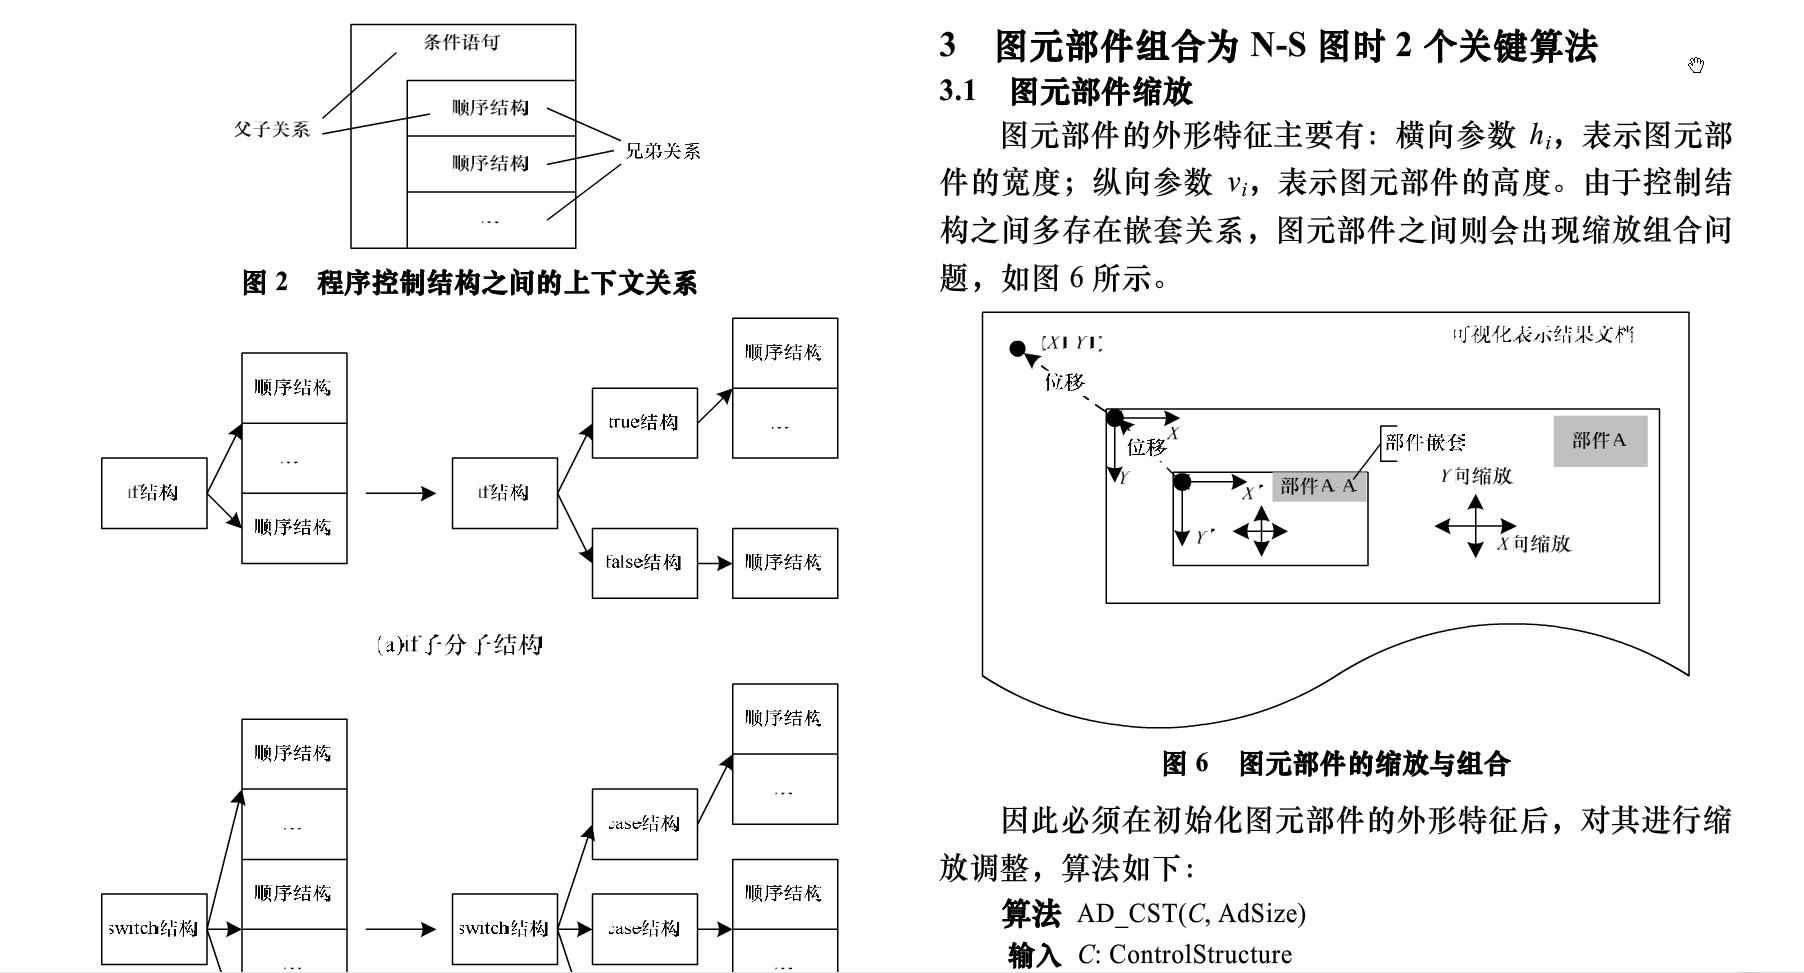 条件语句
顺序结构
父子关系
顺序结构
兄弟关系
…
图 2 程序控制结构之间的上下文关系
顺序结构
…
顺序结构
if结构
if结构
true结构
顺序结构
…
false结构
顺序结构
(a)if子分子结构
顺序结构
…
顺序结构
switch结构
…
switch结构
case结构
顺序结构
…
case结构
顺序结构
…
3 图元部件组合为 N-S 图时 2 个关键算法
3.1 图元部件缩放
图元部件的外形特征主要有：横向参数 hi，表示图元部
件的宽度；纵向参数 vi，表示图元部件的高度。由于控制结
构之间多存在嵌套关系，图元部件之间则会出现缩放组合问
题，如图 6 所示。
可视化表示结果文档
位移
X
位移
Y
部件嵌套
部件A
部件A.A
X'
Y'
Y向缩放
X向缩放
图 6 图元部件的缩放与组合
因此必须在初始化图元部件的外形特征后，对其进行缩
放调整，算法如下：
算法 AD_CST(C, AdSize)
输入 C: ControlStructure